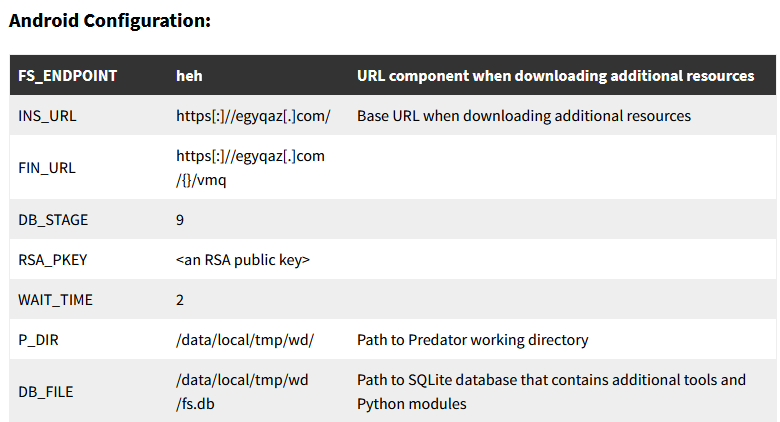 Android Configuration:
FS_ENDPOINT heh URL component when downloading additional resources
INS_URL https[:]//egyqaz[.]com/ Base URL when downloading additional resources
FIN_URL https[:]//egyqaz[.]com
/{}/vmq
DB_STAGE 9
RSA_PKEY <an RSA public key>
WAIT_TIME 2
P_DIR /data/local/tmp/wd/ Path to Predator working directory
DB_FILE /data/local/tmp/wd Path to SQLite database that contains additional tools and
/fs.db Python modules